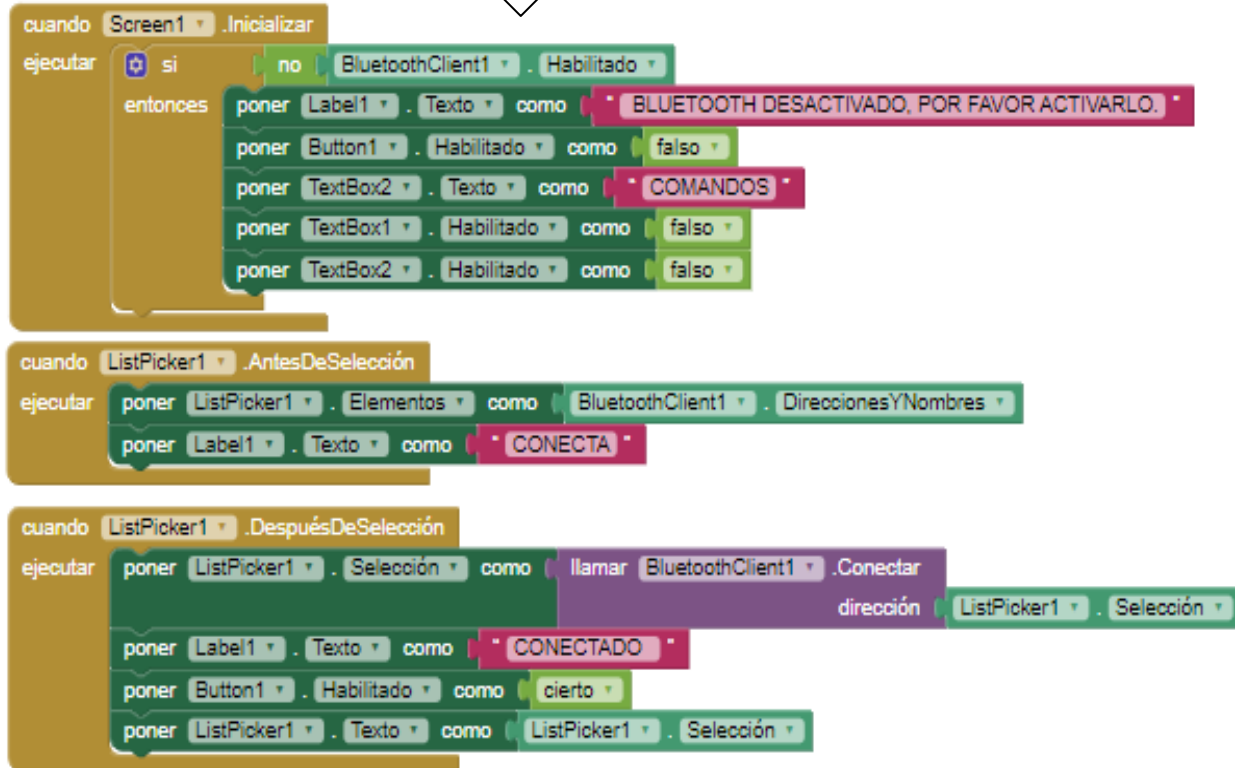 cuando Screen1 .Inicializar
ejecutar si no BluetoothClient1 . Habilitado
entonces poner Label1 . Texto como " BLUETOOTH DESACTIVADO, POR FAVOR ACTIVARLO. "
poner Button1 . Habilitado como falso
poner TextBox2 . Texto como " COMANDOS "
poner TextBox1 . Habilitado como falso
poner TextBox2 . Habilitado como falso
cuando ListPicker1 .AntesDeSelección
ejecutar poner ListPicker1 . Elementos como BluetoothClient1 . DireccionesYNombres
poner Label1 . Texto como " CONECTA "
cuando ListPicker1 .DespuésDeSelección
ejecutar poner ListPicker1 . Selección como llamar BluetoothClient1 .Conectar
dirección ListPicker1 . Selección
poner Label1 . Texto como " CONECTADO "
poner Button1 . Habilitado como cierto
poner ListPicker1 . Texto como ListPicker1 . Selección